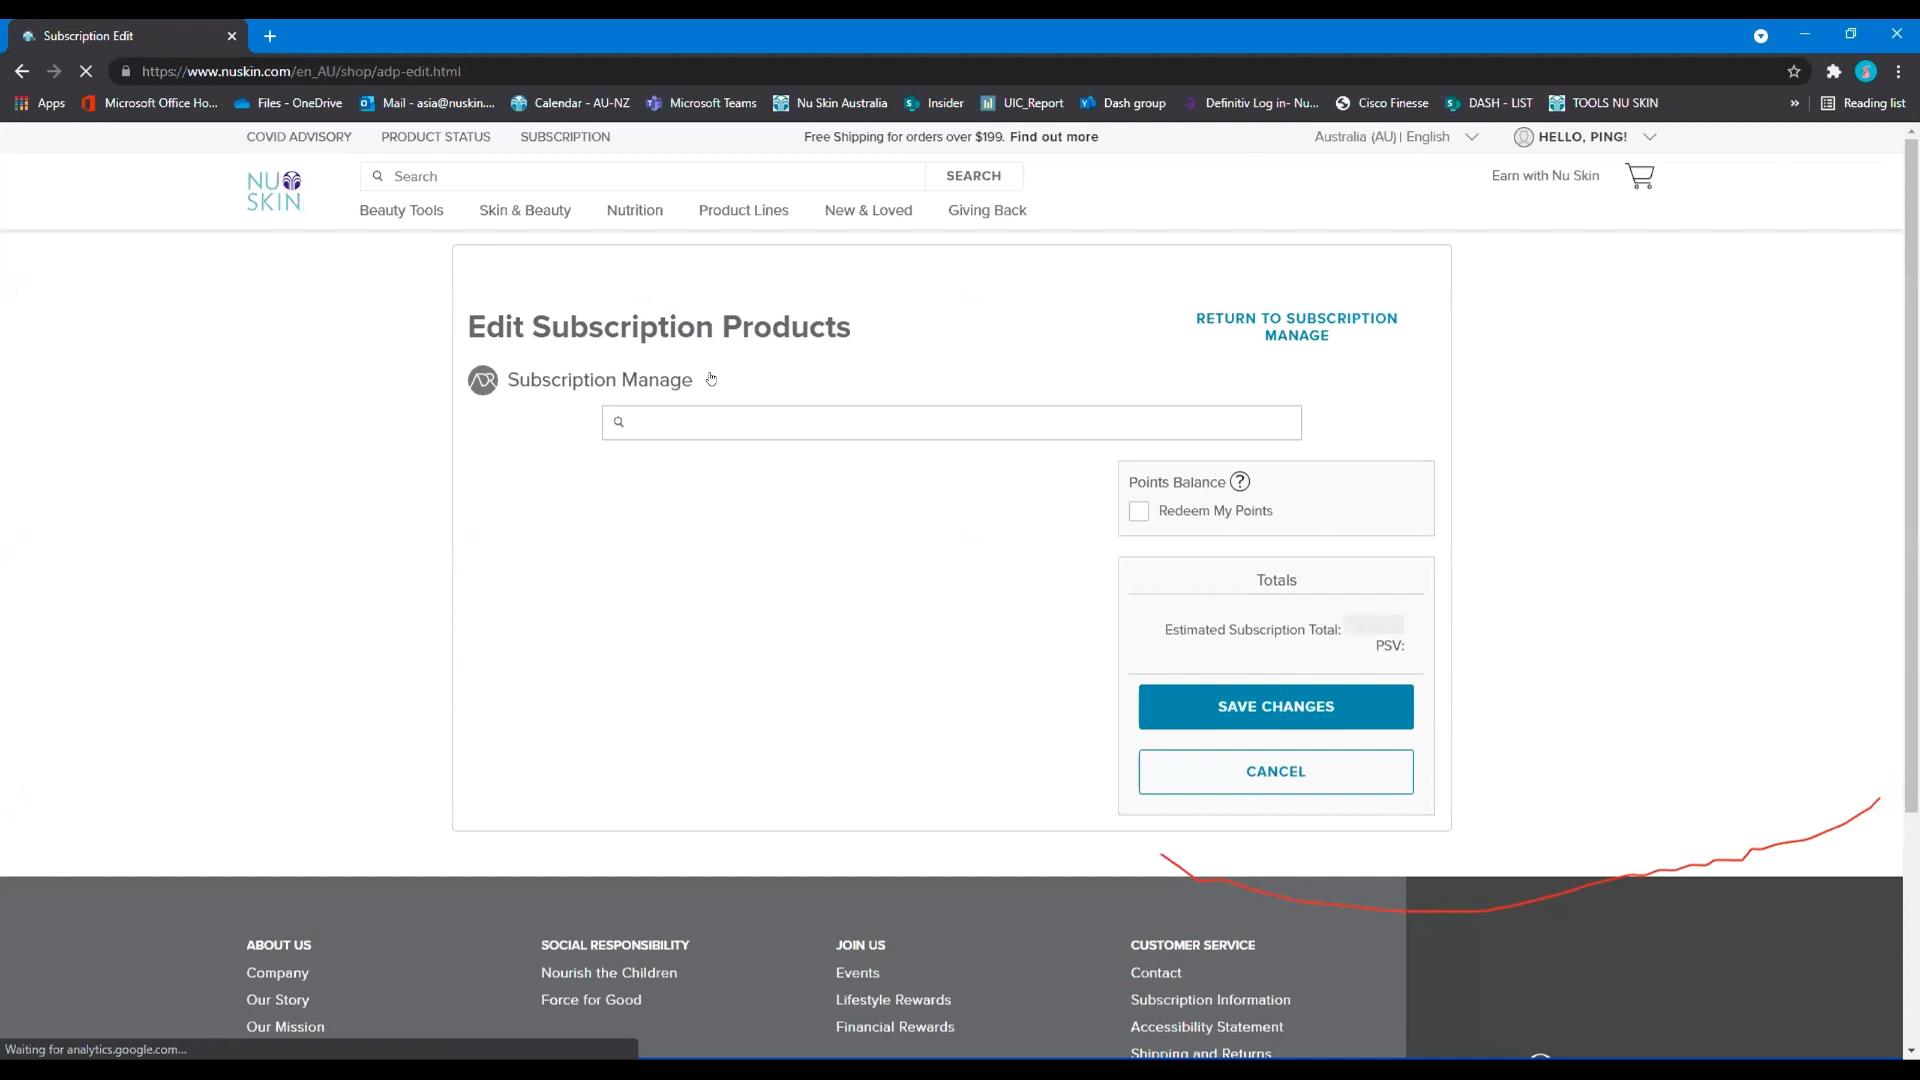 Subscription Edit
https://www.nuskin.com/en_AU/shop/adp-edit.html
Apps Microsoft Office Ho... Files - OneDrive Mail - asia@nuskin.... Calendar - AU-NZ Microsoft Teams Nu Skin Australia Insider UIC_Report Dash group Definitiv Log in- Nu... Cisco Finesse DASH - LIST TOOLS NU SKIN » Reading list
COVID ADVISORY PRODUCT STATUS SUBSCRIPTION Free Shipping for orders over $199. Find out more Australia (AU) | English HELLO, PING!
NU SKIN
Search SEARCH Earn with Nu Skin
Beauty Tools Skin & Beauty Nutrition Product Lines New & Loved Giving Back
Edit Subscription Products
RETURN TO SUBSCRIPTION
MANAGE
ADR Subscription Manage
Points Balance ?
Redeem My Points
Totals
Estimated Subscription Total:
PSV:
SAVE CHANGES
CANCEL
ABOUT US SOCIAL RESPONSIBILITY JOIN US CUSTOMER SERVICE
Company Nourish the Children Events Contact
Our Story Force for Good Lifestyle Rewards Subscription Information
Our Mission Financial Rewards Accessibility Statement
Shipping and Returns
Waiting for analytics.google.com...